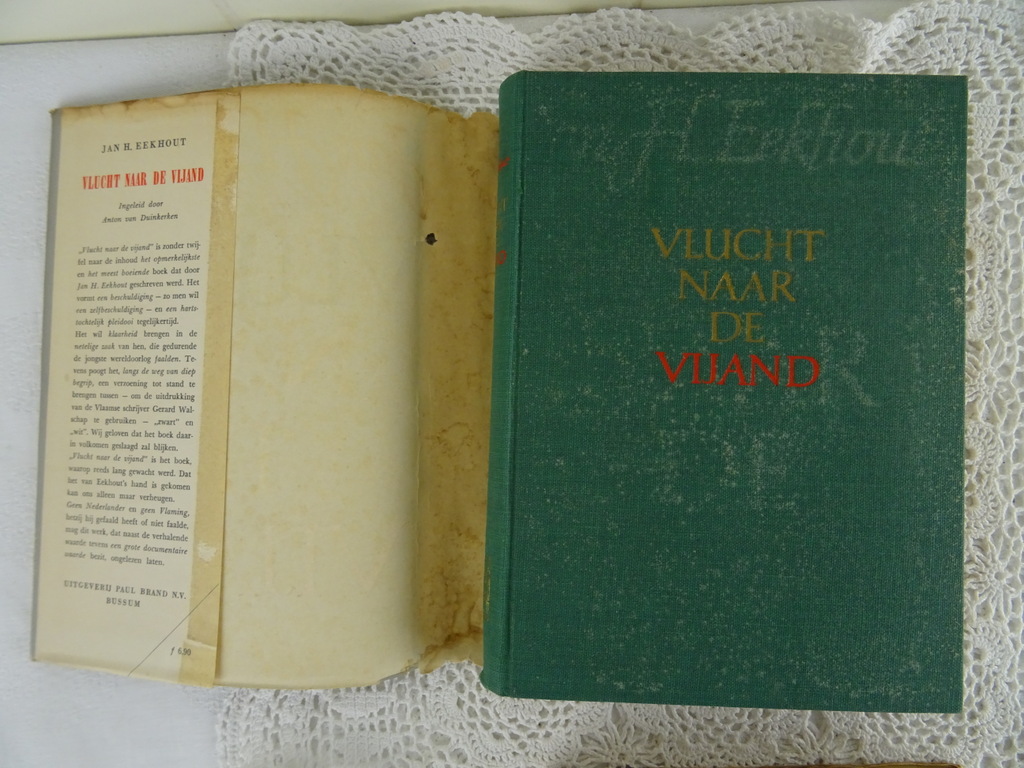 JAN H. EEKHOUT
VLUCHT NAAR DE VIJAND
Ingeleid door
Anton van Duinkerken
„Vlucht naar de vijand” is zonder twij-
fel naar de inhoud het opmerkelijkste
en het meest boeiende boek dat door
Jan H. Eekhout geschreven werd. Het
vormt een beschuldiging – zo men wil
een zelfbeschuldiging – en een harts-
tochtelijk pleidooi tegelijkertijd.
Het wil klaarheid brengen in de
netelige zaak van hen, die gedurende
de jongste wereldoorlog faalden. Te-
vens poogt het, langs de weg van diep
begrip, een verzoening tot stand te
brengen tussen – om de uitdrukking
van de Vlaamse schrijver Gerard Wal-
schap te gebruiken – „zwart” en
„wit”. Wij geloven dat het boek daar-
in volkomen geslaagd zal blijken.
„Vlucht naar de vijand” is het boek,
waarop reeds lang gewacht werd. Dat
het van Eekhout's hand is gekomen
kan ons alleen maar verheugen.
Geen Nederlander en geen Vlaming,
hetzij hij gefaald heeft of niet faalde,
mag dit werk, dat naast de verhalende
waarde tevens een grote documentaire
waarde bezit, ongelezen laten.
UITGEVERIJ PAUL BRAND N.V.
BUSSUM
ƒ 6,90
H. Eekhout
VLUCHT
NAAR
DE
VIJAND